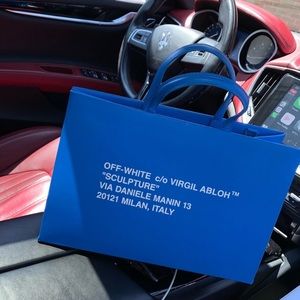 OFF-WHITE c/o VIRGIL ABLOH™
"SCULPTURE"
VIA DANIELE MANIN 13
20121 MILAN, ITALY